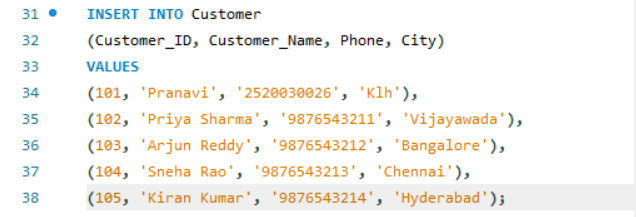 31 INSERT INTO Customer
32 (Customer_ID, Customer_Name, Phone, City)
33 VALUES
34 (101, 'Pranavi', '2520030026', 'Klh'),
35 (102, 'Priya Sharma', '9876543211', 'Vijayawada'),
36 (103, 'Arjun Reddy', '9876543212', 'Bangalore'),
37 (104, 'Sneha Rao', '9876543213', 'Chennai'),
38 (105, 'Kiran Kumar', '9876543214', 'Hyderabad');